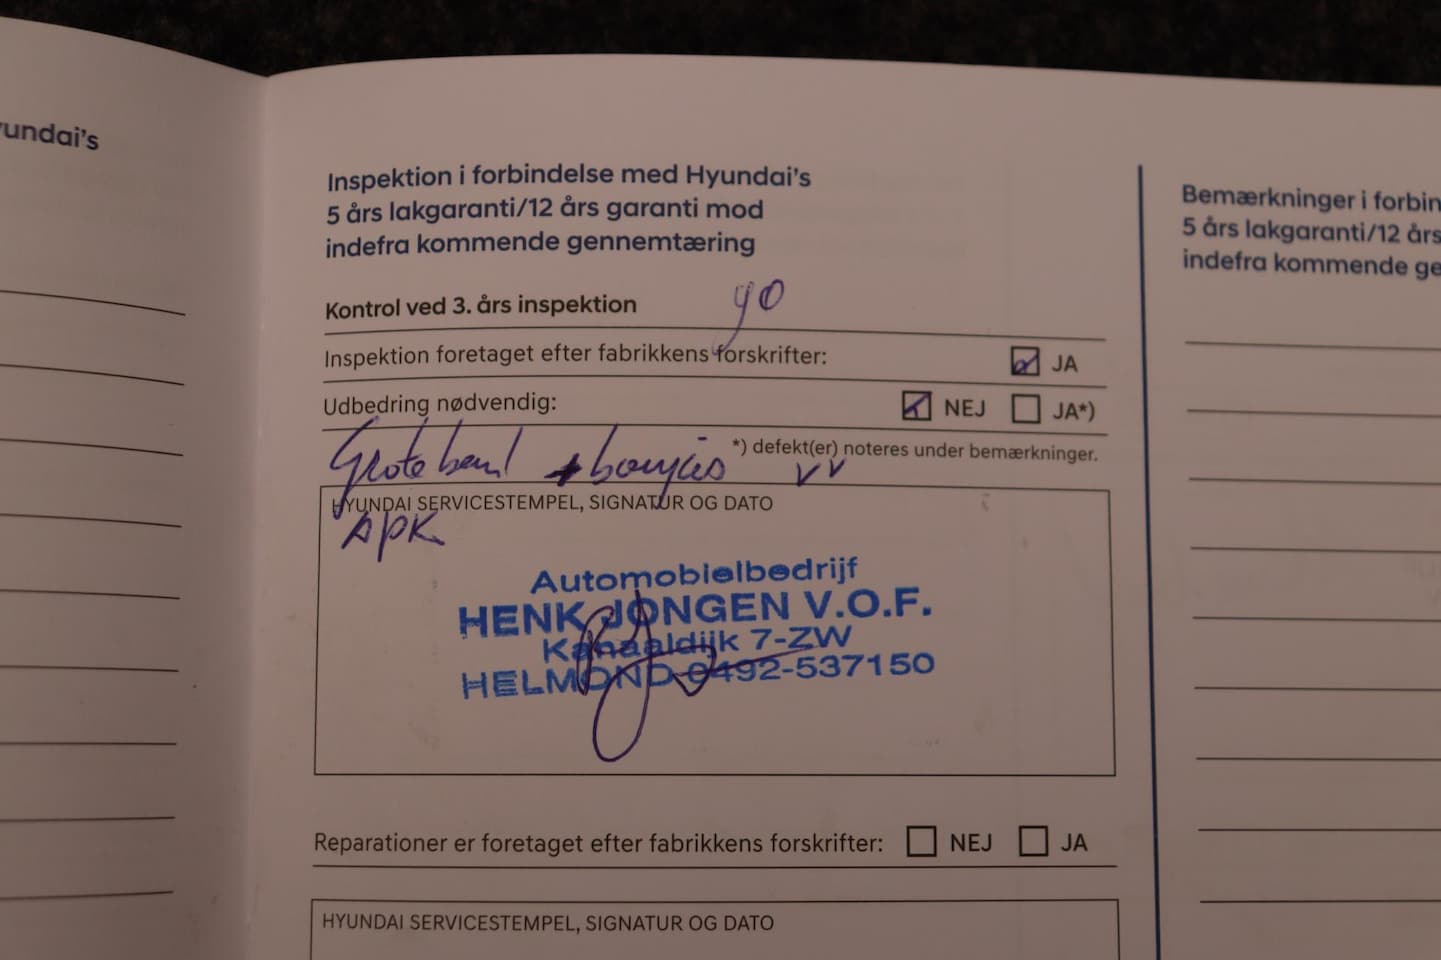 yundai's
Inspektion i forbindelse med Hyundai's
5 års lakgaranti/12 års garanti mod
indefra kommende gennemtæring
Kontrol ved 3. års inspektion
Inspektion foretaget efter fabrikkens forskrifter: JA
Udbedring nødvendig: NEJ JA*)
*) defekt(er) noteres under bemærkninger.
Grote beurt + bougies vv
HYUNDAI SERVICESTEMPEL, SIGNATUR OG DATO
APK
Automobielbedrijf
HENK JONGEN V.O.F.
Kanaaldijk 7-ZW
HELMOND 0492-537150
Reparationer er foretaget efter fabrikkens forskrifter: NEJ JA
HYUNDAI SERVICESTEMPEL, SIGNATUR OG DATO
Bemærkninger i forbin
5 års lakgaranti/12 års
indefra kommende ge